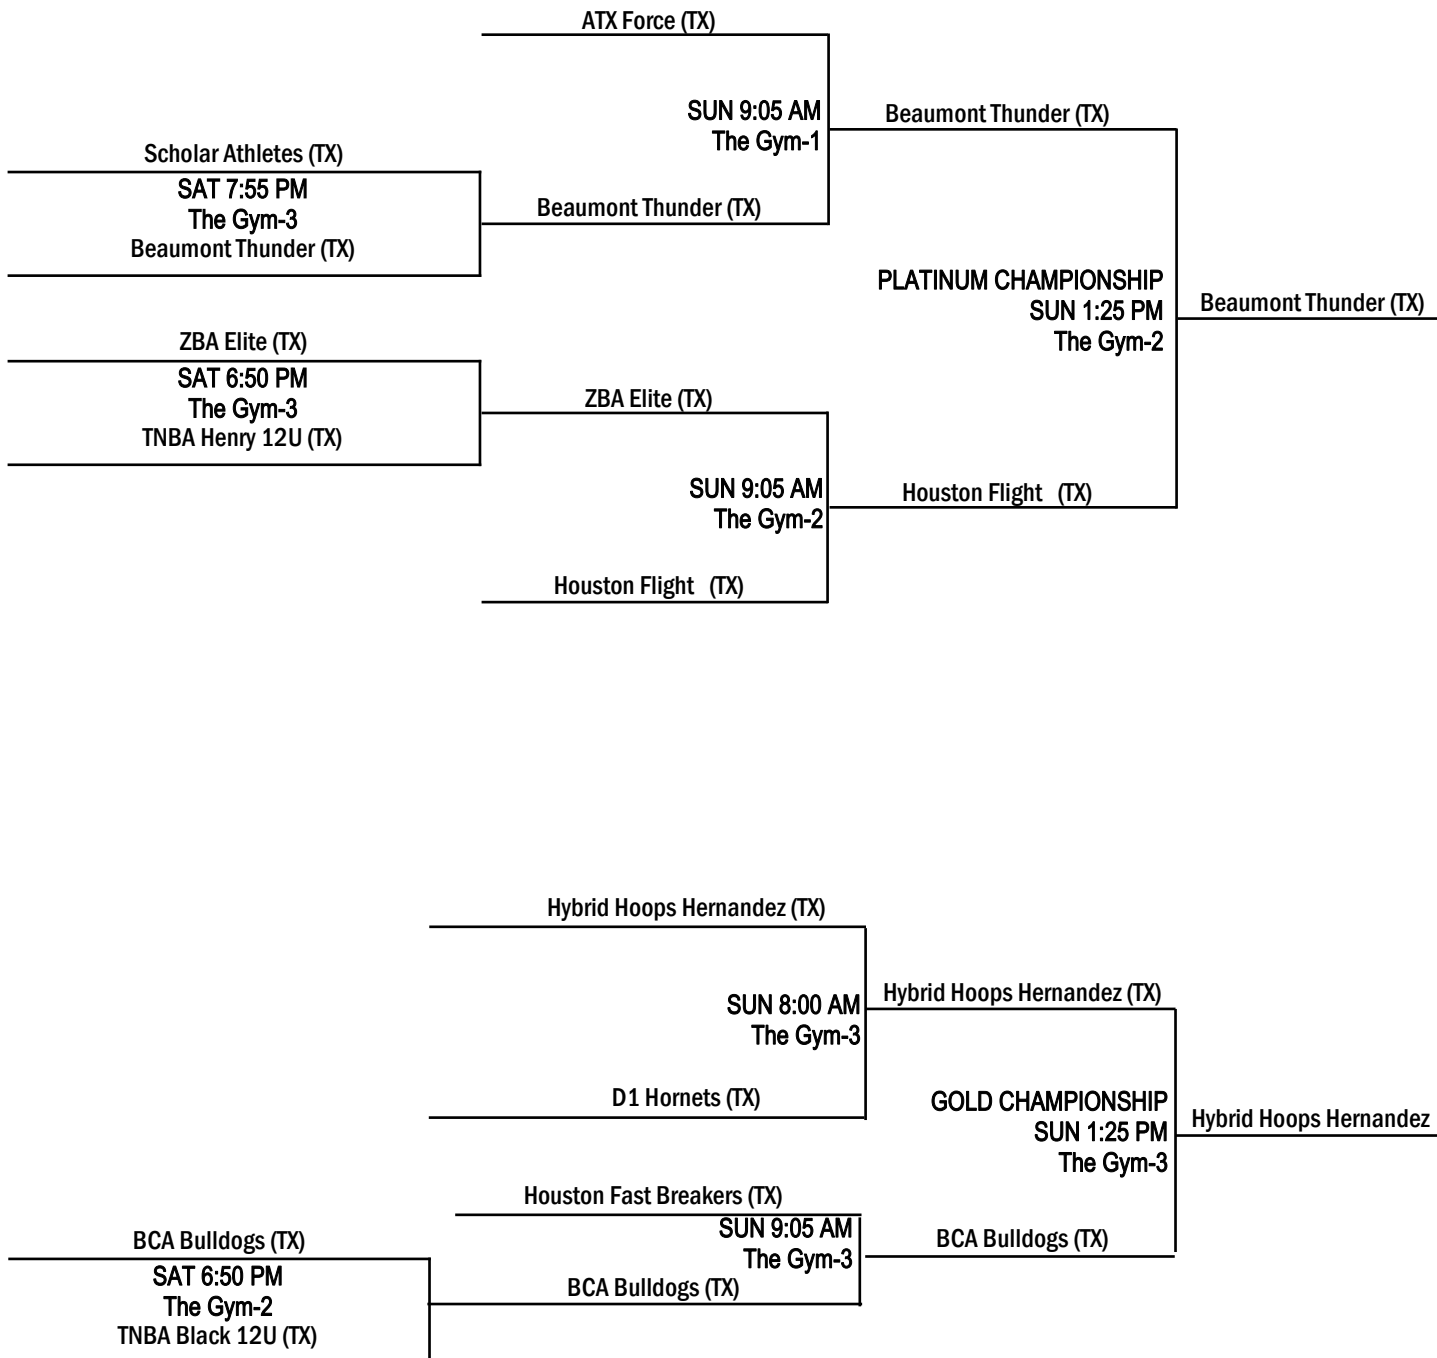 ATX Force (TX)
SUN 9:05 AM
The Gym-1
Beaumont Thunder (TX)
Scholar Athletes (TX)
SAT 7:55 PM
The Gym-3
Beaumont Thunder (TX)
Beaumont Thunder (TX)
PLATINUM CHAMPIONSHIP
SUN 1:25 PM
The Gym-2
Beaumont Thunder (TX)
ZBA Elite (TX)
SAT 6:50 PM
The Gym-3
TNBA Henry 12U (TX)
ZBA Elite (TX)
SUN 9:05 AM
The Gym-2
Houston Flight (TX)
Houston Flight (TX)
Hybrid Hoops Hernandez (TX)
SUN 8:00 AM
The Gym-3
Hybrid Hoops Hernandez (TX)
D1 Hornets (TX)
GOLD CHAMPIONSHIP
SUN 1:25 PM
The Gym-3
Hybrid Hoops Hernandez
Houston Fast Breakers (TX)
SUN 9:05 AM
The Gym-3
BCA Bulldogs (TX)
BCA Bulldogs (TX)
SAT 6:50 PM
The Gym-2
TNBA Black 12U (TX)
BCA Bulldogs (TX)